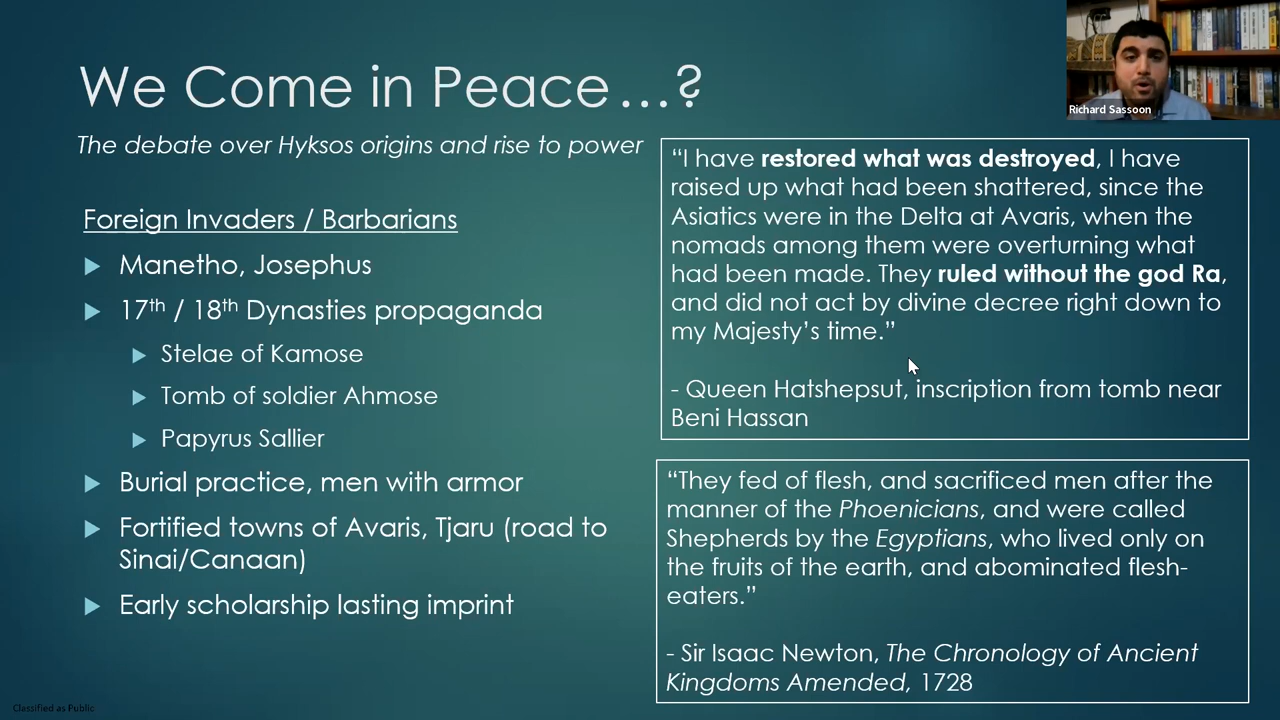 We Come in Peace…?
The debate over Hyksos origins and rise to power
Foreign Invaders / Barbarians
Manetho, Josephus
17th / 18th Dynasties propaganda
Stelae of Kamose
Tomb of soldier Ahmose
Papyrus Sallier
Burial practice, men with armor
Fortified towns of Avaris, Tjaru (road to
Sinai/Canaan)
Early scholarship lasting imprint
“I have restored what was destroyed, I have
raised up what had been shattered, since the
Asiatics were in the Delta at Avaris, when the
nomads among them were overturning what
had been made. They ruled without the god Ra,
and did not act by divine decree right down to
my Majesty’s time.”
- Queen Hatshepsut, inscription from tomb near
Beni Hassan
“They fed of flesh, and sacrificed men after the
manner of the Phoenicians, and were called
Shepherds by the Egyptians, who lived only on
the fruits of the earth, and abominated flesh-
eaters.”
- Sir Isaac Newton, The Chronology of Ancient
Kingdoms Amended, 1728
Richard Sassoon
Classified as Public